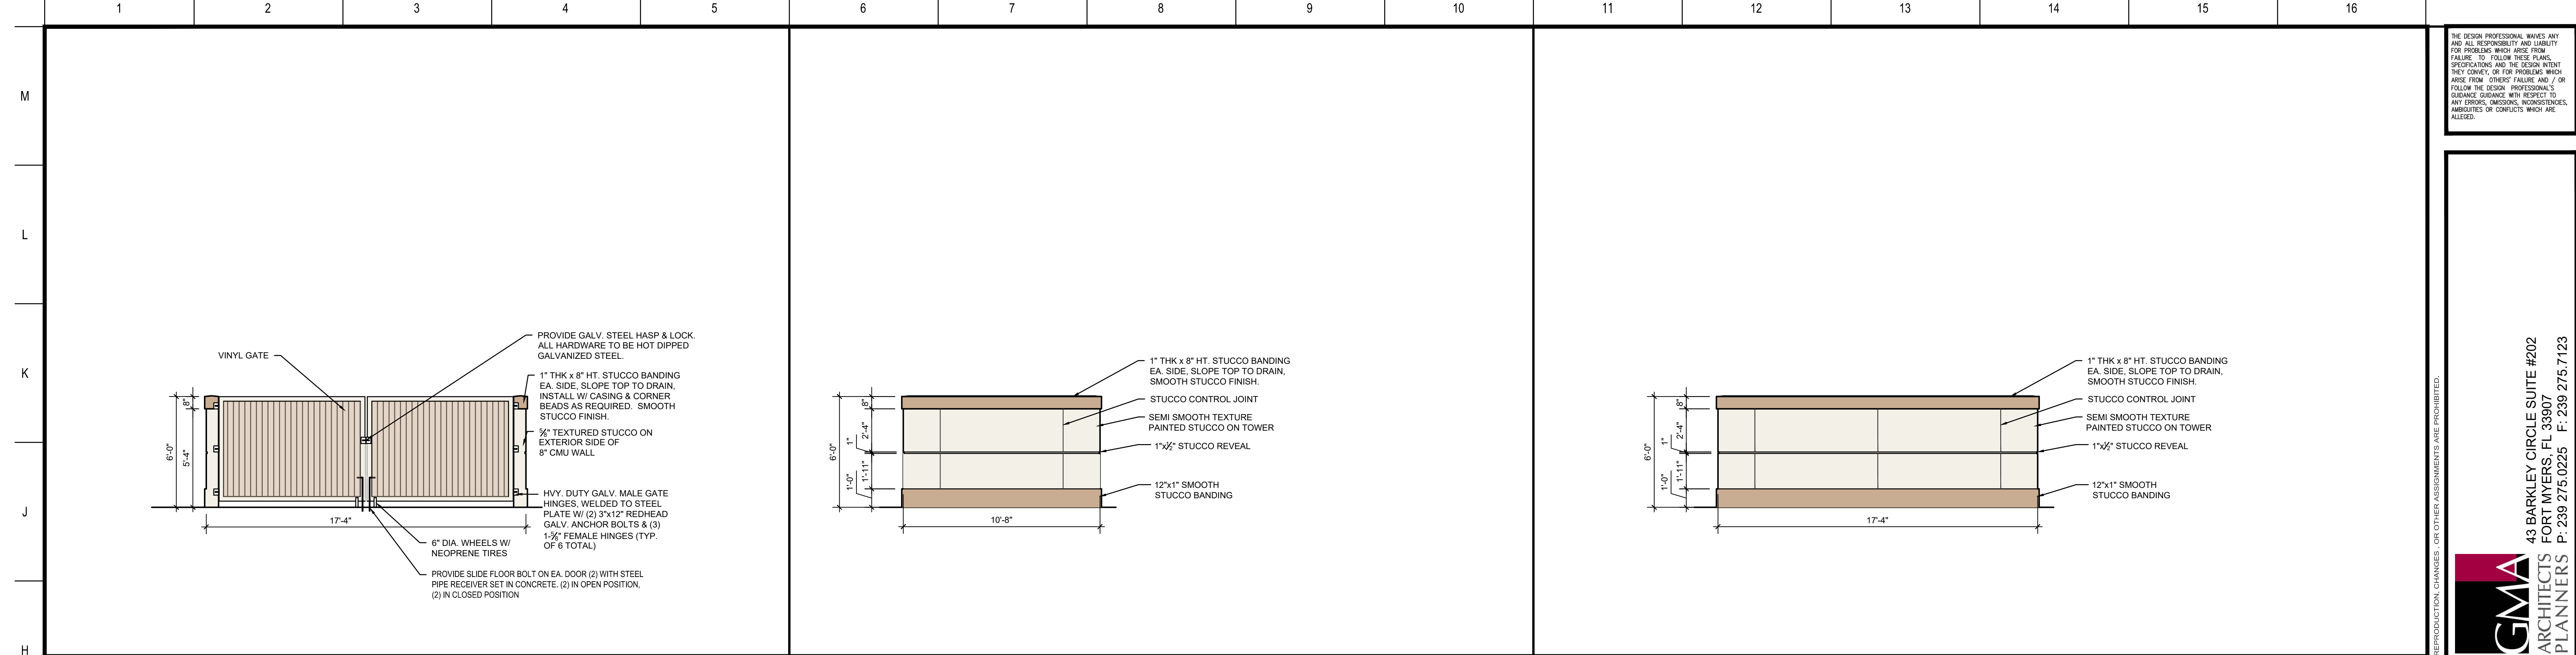 1 2 3 4 5 6 7 8 9 10 11 12 13 14 15 16
M
L
K
J
H
VINYL GATE
PROVIDE GALV. STEEL HASP & LOCK.
ALL HARDWARE TO BE HOT DIPPED
GALVANIZED STEEL.
1" THK x 8" HT. STUCCO BANDING
EA. SIDE, SLOPE TOP TO DRAIN,
INSTALL W/ CASING & CORNER
BEADS AS REQUIRED. SMOOTH
STUCCO FINISH.
⅝" TEXTURED STUCCO ON
EXTERIOR SIDE OF
8" CMU WALL
HVY. DUTY GALV. MALE GATE
HINGES, WELDED TO STEEL
PLATE W/ (2) 3"x12" REDHEAD
GALV. ANCHOR BOLTS & (3)
1-⅝" FEMALE HINGES (TYP.
OF 6 TOTAL)
6" DIA. WHEELS W/
NEOPRENE TIRES
PROVIDE SLIDE FLOOR BOLT ON EA. DOOR (2) WITH STEEL
PIPE RECEIVER SET IN CONCRETE. (2) IN OPEN POSITION,
(2) IN CLOSED POSITION
6'-0"
8"
5'-4"
17'-4"
1" THK x 8" HT. STUCCO BANDING
EA. SIDE, SLOPE TOP TO DRAIN,
SMOOTH STUCCO FINISH.
STUCCO CONTROL JOINT
SEMI SMOOTH TEXTURE
PAINTED STUCCO ON TOWER
1"x½" STUCCO REVEAL
12"x1" SMOOTH
STUCCO BANDING
6'-0"
8"
2'-4"
1"
1'-11"
1'-0"
10'-8"
1" THK x 8" HT. STUCCO BANDING
EA. SIDE, SLOPE TOP TO DRAIN,
SMOOTH STUCCO FINISH.
STUCCO CONTROL JOINT
SEMI SMOOTH TEXTURE
PAINTED STUCCO ON TOWER
1"x½" STUCCO REVEAL
12"x1" SMOOTH
STUCCO BANDING
6'-0"
8"
2'-4"
1"
1'-11"
1'-0"
17'-4"
THE DESIGN PROFESSIONAL WAIVES ANY
AND ALL RESPONSIBILITY AND LIABILITY
FOR PROBLEMS WHICH ARISE FROM
FAILURE TO FOLLOW THESE PLANS,
SPECIFICATIONS AND THE DESIGN INTENT
THEY CONVEY, OR FOR PROBLEMS WHICH
ARISE FROM OTHERS' FAILURE AND / OR
FOLLOW THE DESIGN PROFESSIONAL'S
GUIDANCE GUIDANCE WITH RESPECT TO
ANY ERRORS, OMISSIONS, INCONSISTENCIES,
AMBIGUITIES OR CONFLICTS WHICH ARE
ALLEGED.
REPRODUCTION, CHANGES , OR OTHER ASSIGNMENTS ARE PROHIBITED.
GMA
ARCHITECTS
PLANNERS
43 BARKLEY CIRCLE SUITE #202
FORT MYERS, FL 33907
P: 239 275.0225 F: 239 275.7123